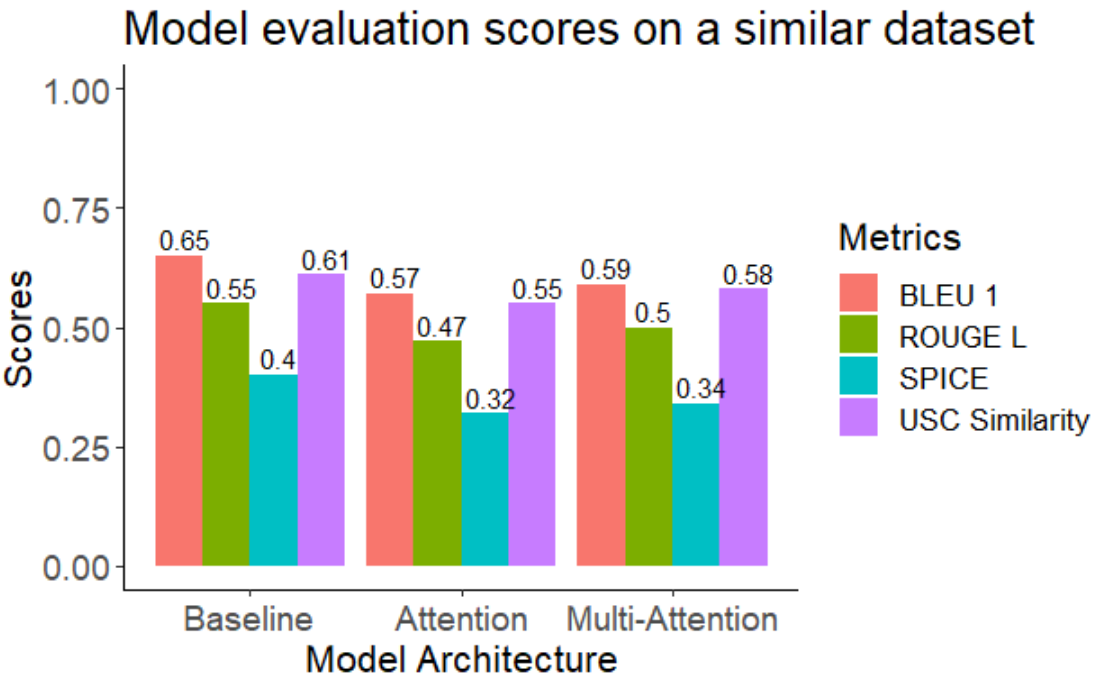 Model evaluation scores on a similar dataset
1.00
0.75
0.50
0.25
0.00
Scores
0.65
0.55
0.4
0.61
0.57
0.47
0.32
0.55
0.59
0.5
0.34
0.58
Baseline
Attention
Multi-Attention
Model Architecture
Metrics
BLEU 1
ROUGE L
SPICE
USC Similarity